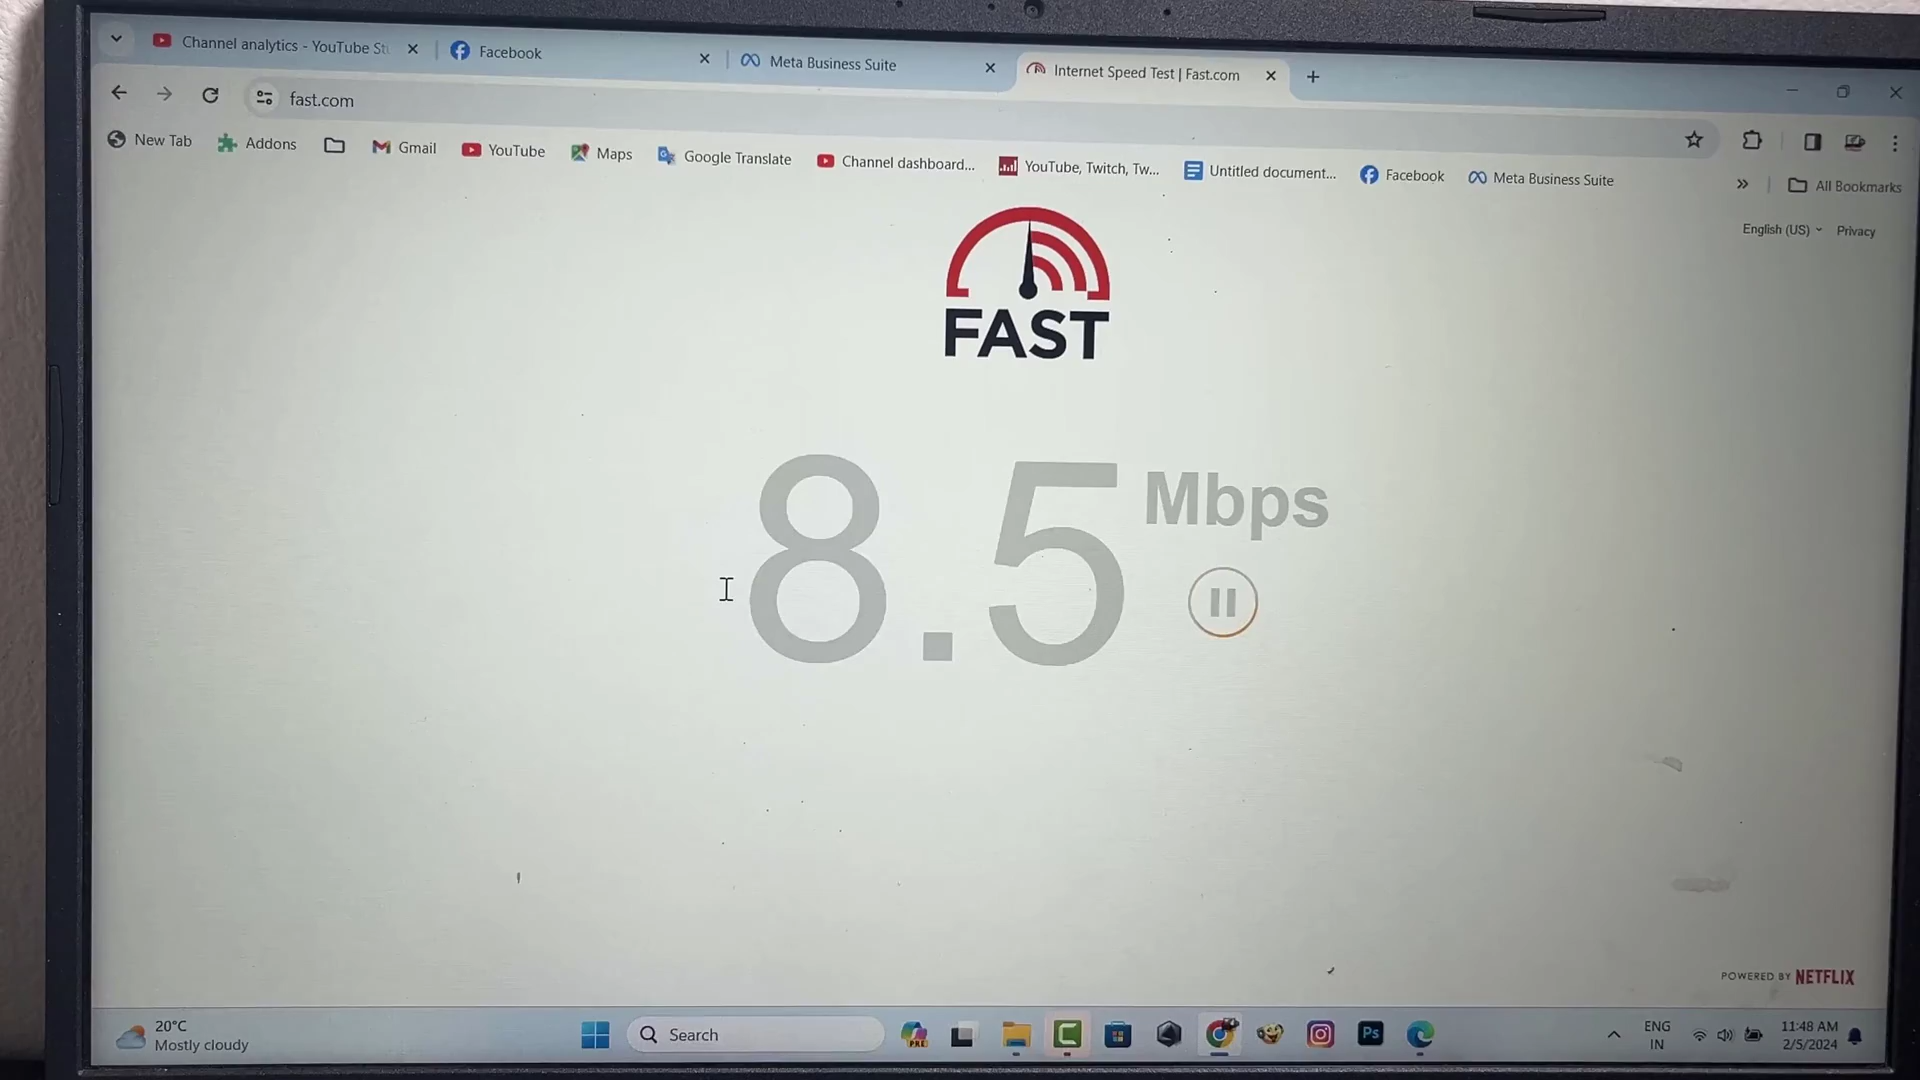 Channel analytics - YouTube Stu
Facebook
Meta Business Suite
Internet Speed Test | Fast.com
fast.com
New Tab
Addons
Gmail
YouTube
Maps
Google Translate
Channel dashboard...
YouTube, Twitch, Tw...
Untitled document...
Facebook
Meta Business Suite
All Bookmarks
English (US)
Privacy
FAST
8.5 Mbps
POWERED BY NETFLIX
20°C
Mostly cloudy
Search
PRE
Ps
ENG
IN
11:48 AM
2/5/2024